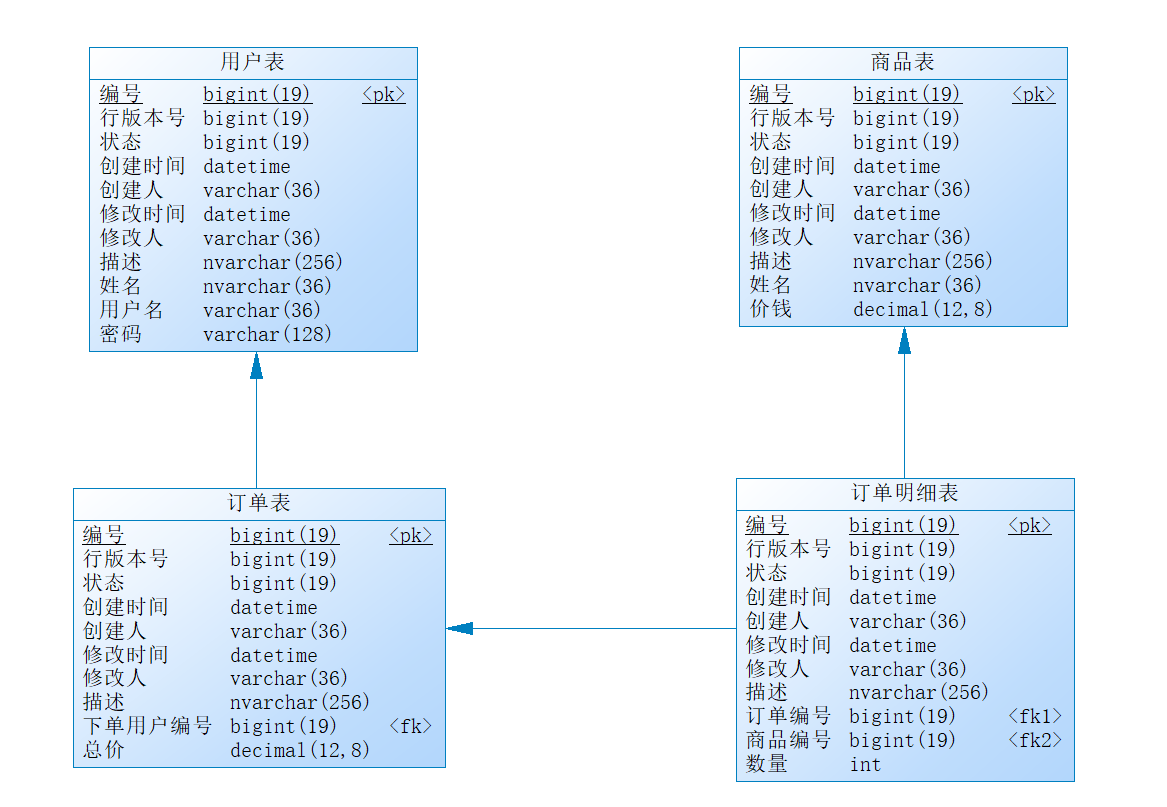 用户表
编号 bigint(19) <pk>
行版本号 bigint(19)
状态 bigint(19)
创建时间 datetime
创建人 varchar(36)
修改时间 datetime
修改人 varchar(36)
描述 nvarchar(256)
姓名 nvarchar(36)
用户名 varchar(36)
密码 varchar(128)
商品表
编号 bigint(19) <pk>
行版本号 bigint(19)
状态 bigint(19)
创建时间 datetime
创建人 varchar(36)
修改时间 datetime
修改人 varchar(36)
描述 nvarchar(256)
姓名 nvarchar(36)
价钱 decimal(12,8)
订单表
编号 bigint(19) <pk>
行版本号 bigint(19)
状态 bigint(19)
创建时间 datetime
创建人 varchar(36)
修改时间 datetime
修改人 varchar(36)
描述 nvarchar(256)
下单用户编号 bigint(19) <fk>
总价 decimal(12,8)
订单明细表
编号 bigint(19) <pk>
行版本号 bigint(19)
状态 bigint(19)
创建时间 datetime
创建人 varchar(36)
修改时间 datetime
修改人 varchar(36)
描述 nvarchar(256)
订单编号 bigint(19) <fk1>
商品编号 bigint(19) <fk2>
数量 int